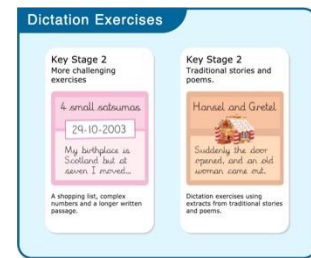 Dictation Exercises
Key Stage 2
More challenging
exercises
4 small satsumas
29-10-2003
My birthplace is
Scotland but at
seven I moved...
A shopping list, complex
numbers and a longer written
passage.
Key Stage 2
Traditional stories and
poems.
Hansel and Gretel
Suddenly the door
opened, and an old
woman came out.
Dictation exercises using
extracts from traditional stories
and poems.